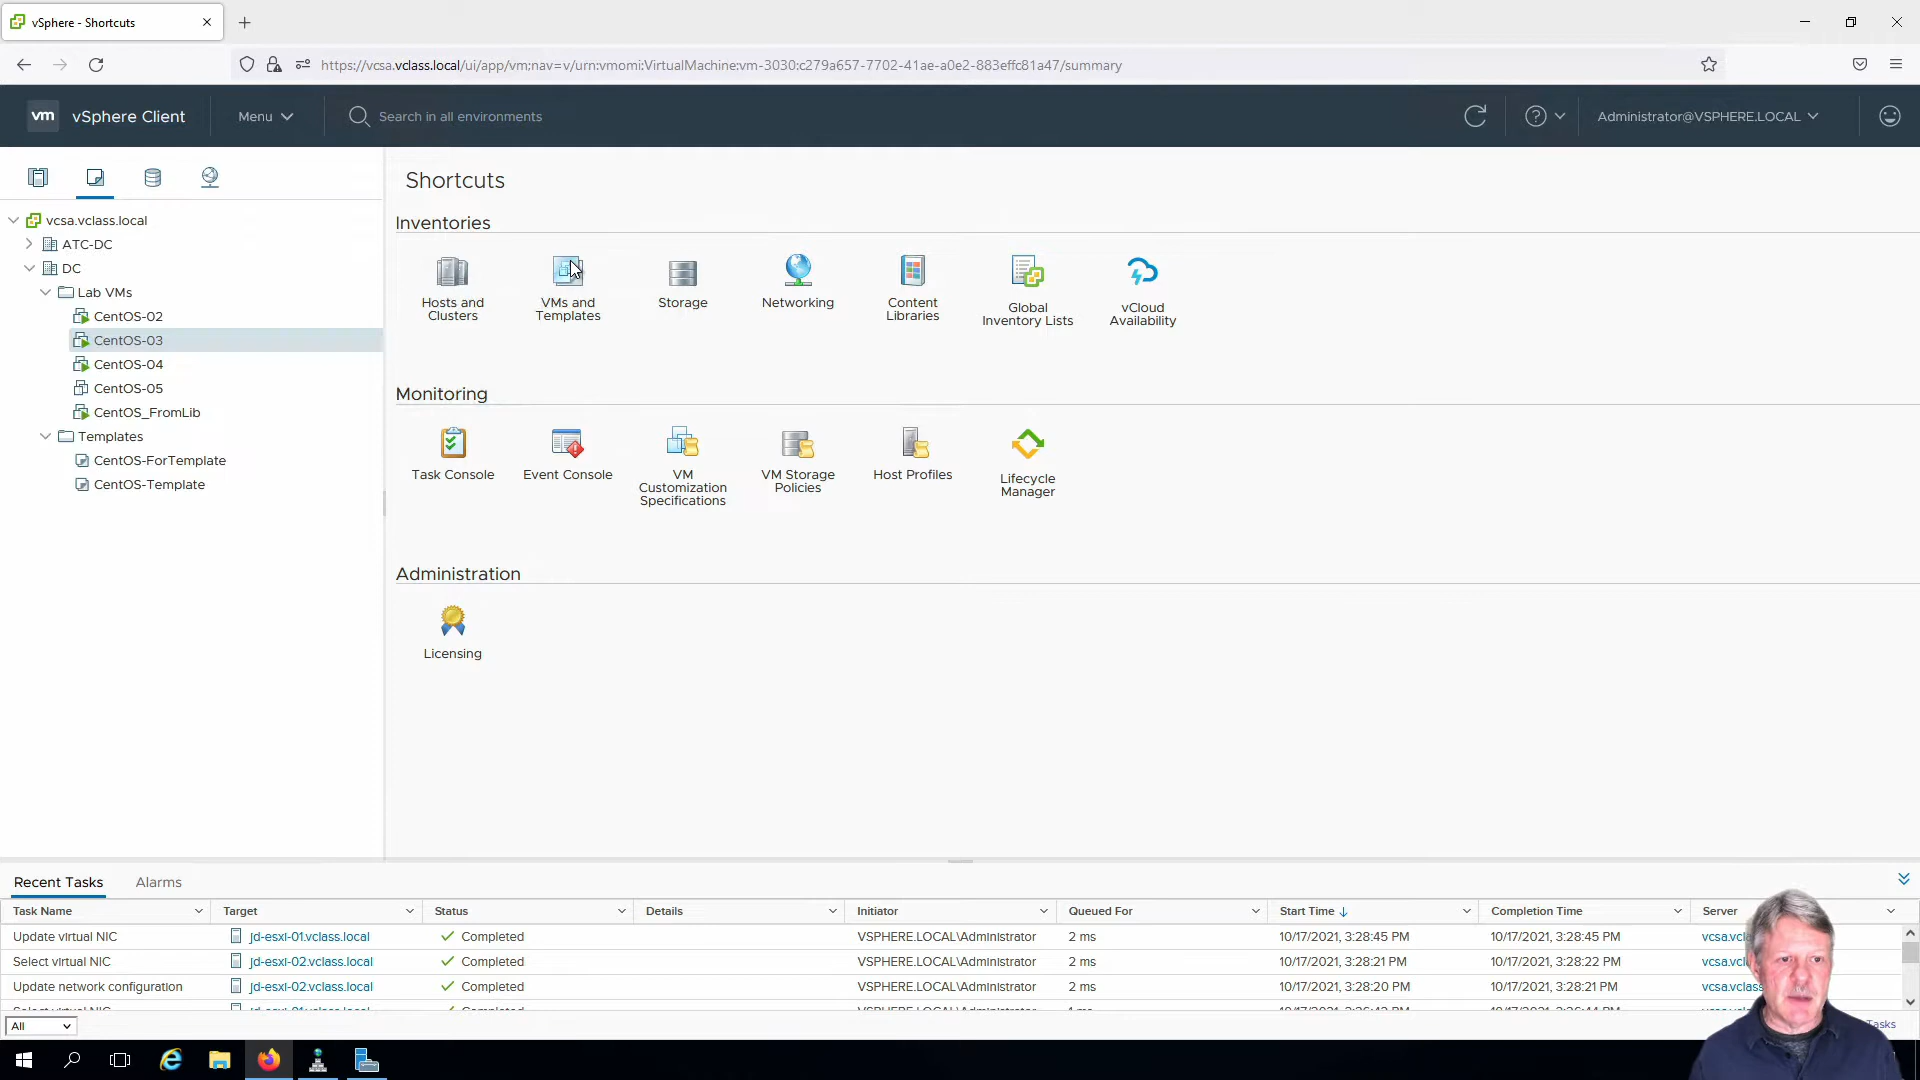 vSphere - Shortcuts
https://vcsa.vclass.local/ui/app/vm;nav=v/urn:vmomi:VirtualMachine:vm-3030:c279a657-7702-41ae-a0e2-883effc81a47/summary
vm vSphere Client Menu Search in all environments Administrator@VSPHERE.LOCAL
Shortcuts
Inventories
vcsa.vclass.local
ATC-DC
DC
Lab VMs
CentOS-02
CentOS-03
CentOS-04
CentOS-05
CentOS_FromLib
Templates
CentOS-ForTemplate
CentOS-Template
Hosts and
Clusters
VMs and
Templates
Storage
Networking
Content
Libraries
Global
Inventory Lists
vCloud
Availability
Monitoring
Task Console
Event Console
VM
Customization
Specifications
VM Storage
Policies
Host Profiles
Lifecycle
Manager
Administration
Licensing
Recent Tasks Alarms
Task Name Target Status Details Initiator Queued For Start Time Completion Time Server
Update virtual NIC jd-esxi-01.vclass.local Completed VSPHERE.LOCAL\Administrator 2 ms 10/17/2021, 3:28:45 PM 10/17/2021, 3:28:45 PM
Select virtual NIC jd-esxi-02.vclass.local Completed VSPHERE.LOCAL\Administrator 2 ms 10/17/2021, 3:28:21 PM 10/17/2021, 3:28:22 PM
Update network configuration jd-esxi-02.vclass.local Completed VSPHERE.LOCAL\Administrator 2 ms 10/17/2021, 3:28:20 PM 10/17/2021, 3:28:21 PM vcsa.vclass
All Tasks